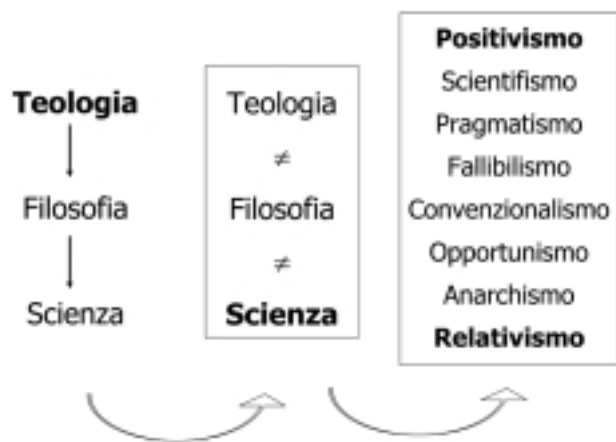 Teologia
Filosofia
Scienza
Teologia
≠
Filosofia
≠
Scienza
Positivismo
Scientifismo
Pragmatismo
Fallibilismo
Convenzionalismo
Opportunismo
Anarchismo
Relativismo